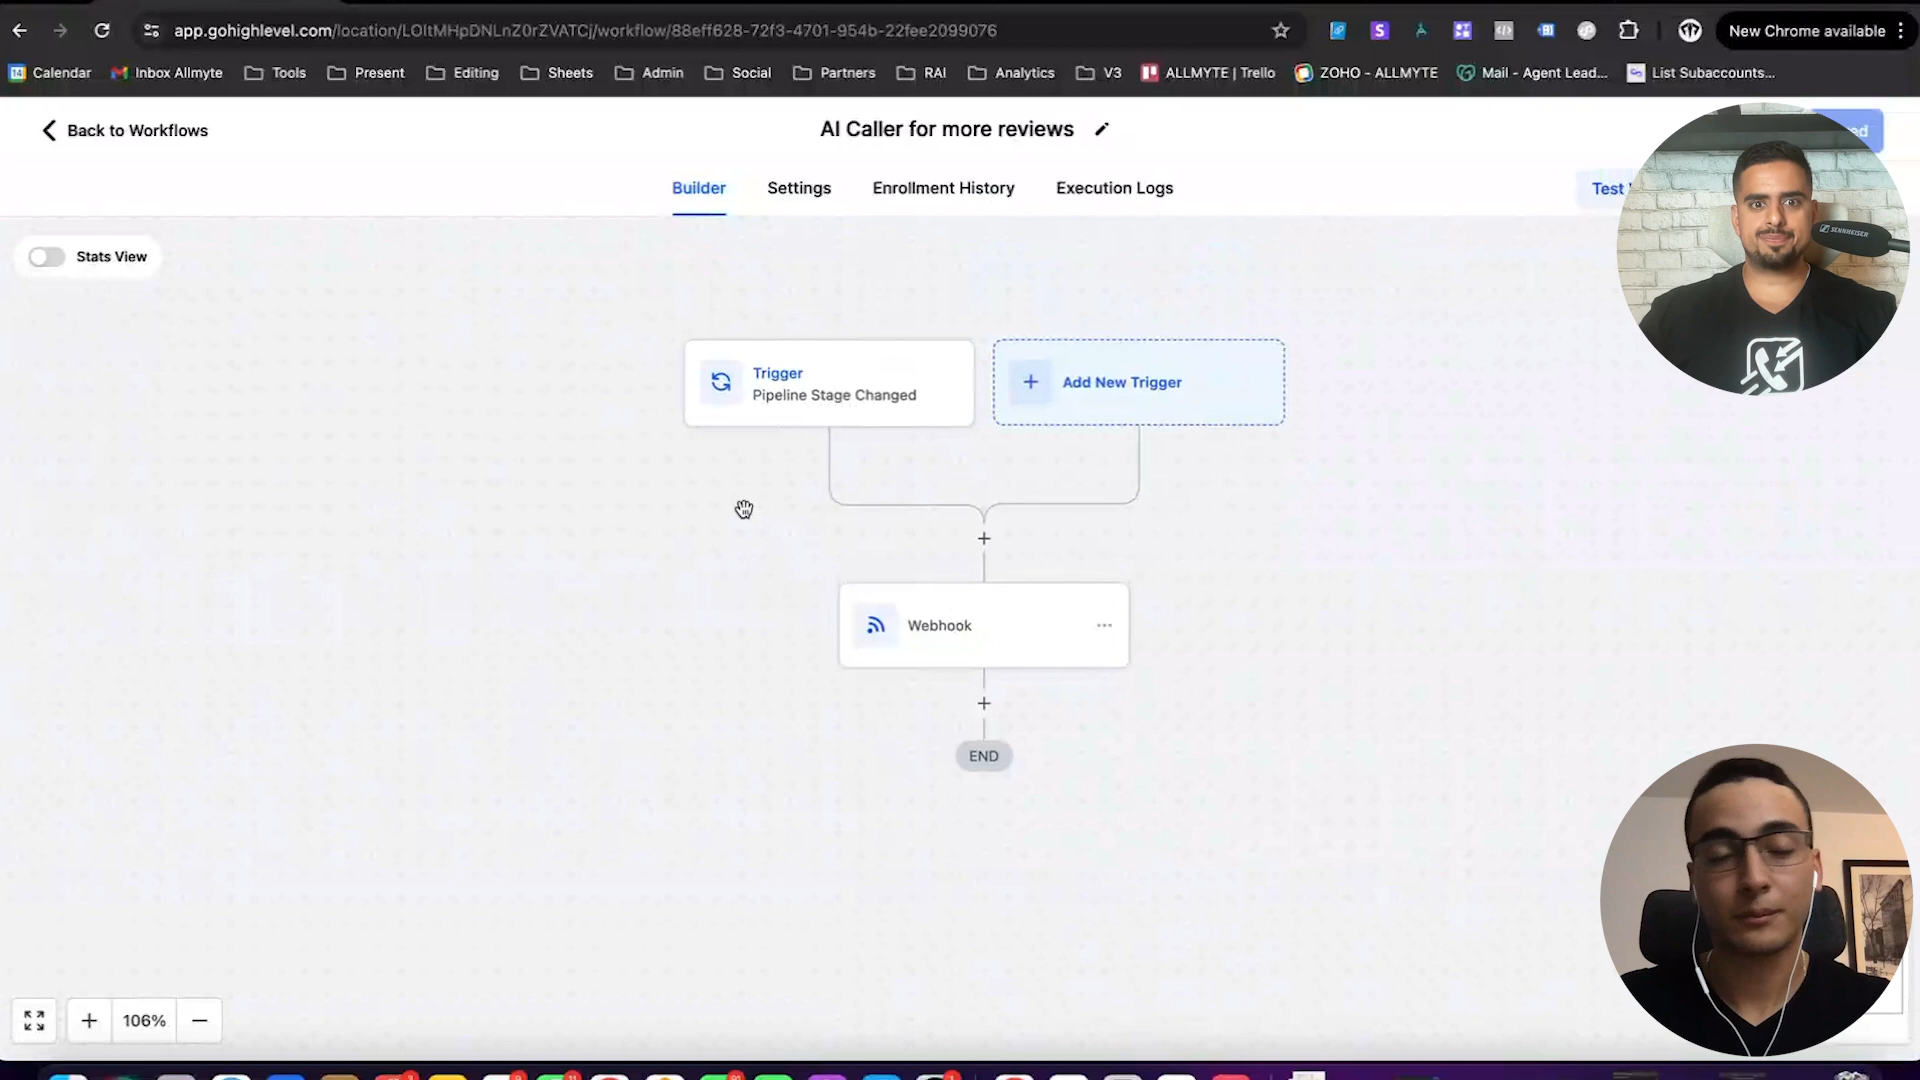 app.gohighlevel.com/location/LOltMHpDNLnZ0rZVATCj/workflow/88eff628-72f3-4701-954b-22fee2099076
New Chrome available
Calendar
Inbox Allmyte
Tools
Present
Editing
Sheets
Admin
Social
Partners
RAI
Analytics
V3
ALLMYTE | Trello
ZOHO - ALLMYTE
Mail - Agent Lead...
List Subaccounts...
Back to Workflows
AI Caller for more reviews
Builder
Settings
Enrollment History
Execution Logs
Test
Stats View
Trigger
Pipeline Stage Changed
Add New Trigger
Webhook
END
106%
SENNHEISER